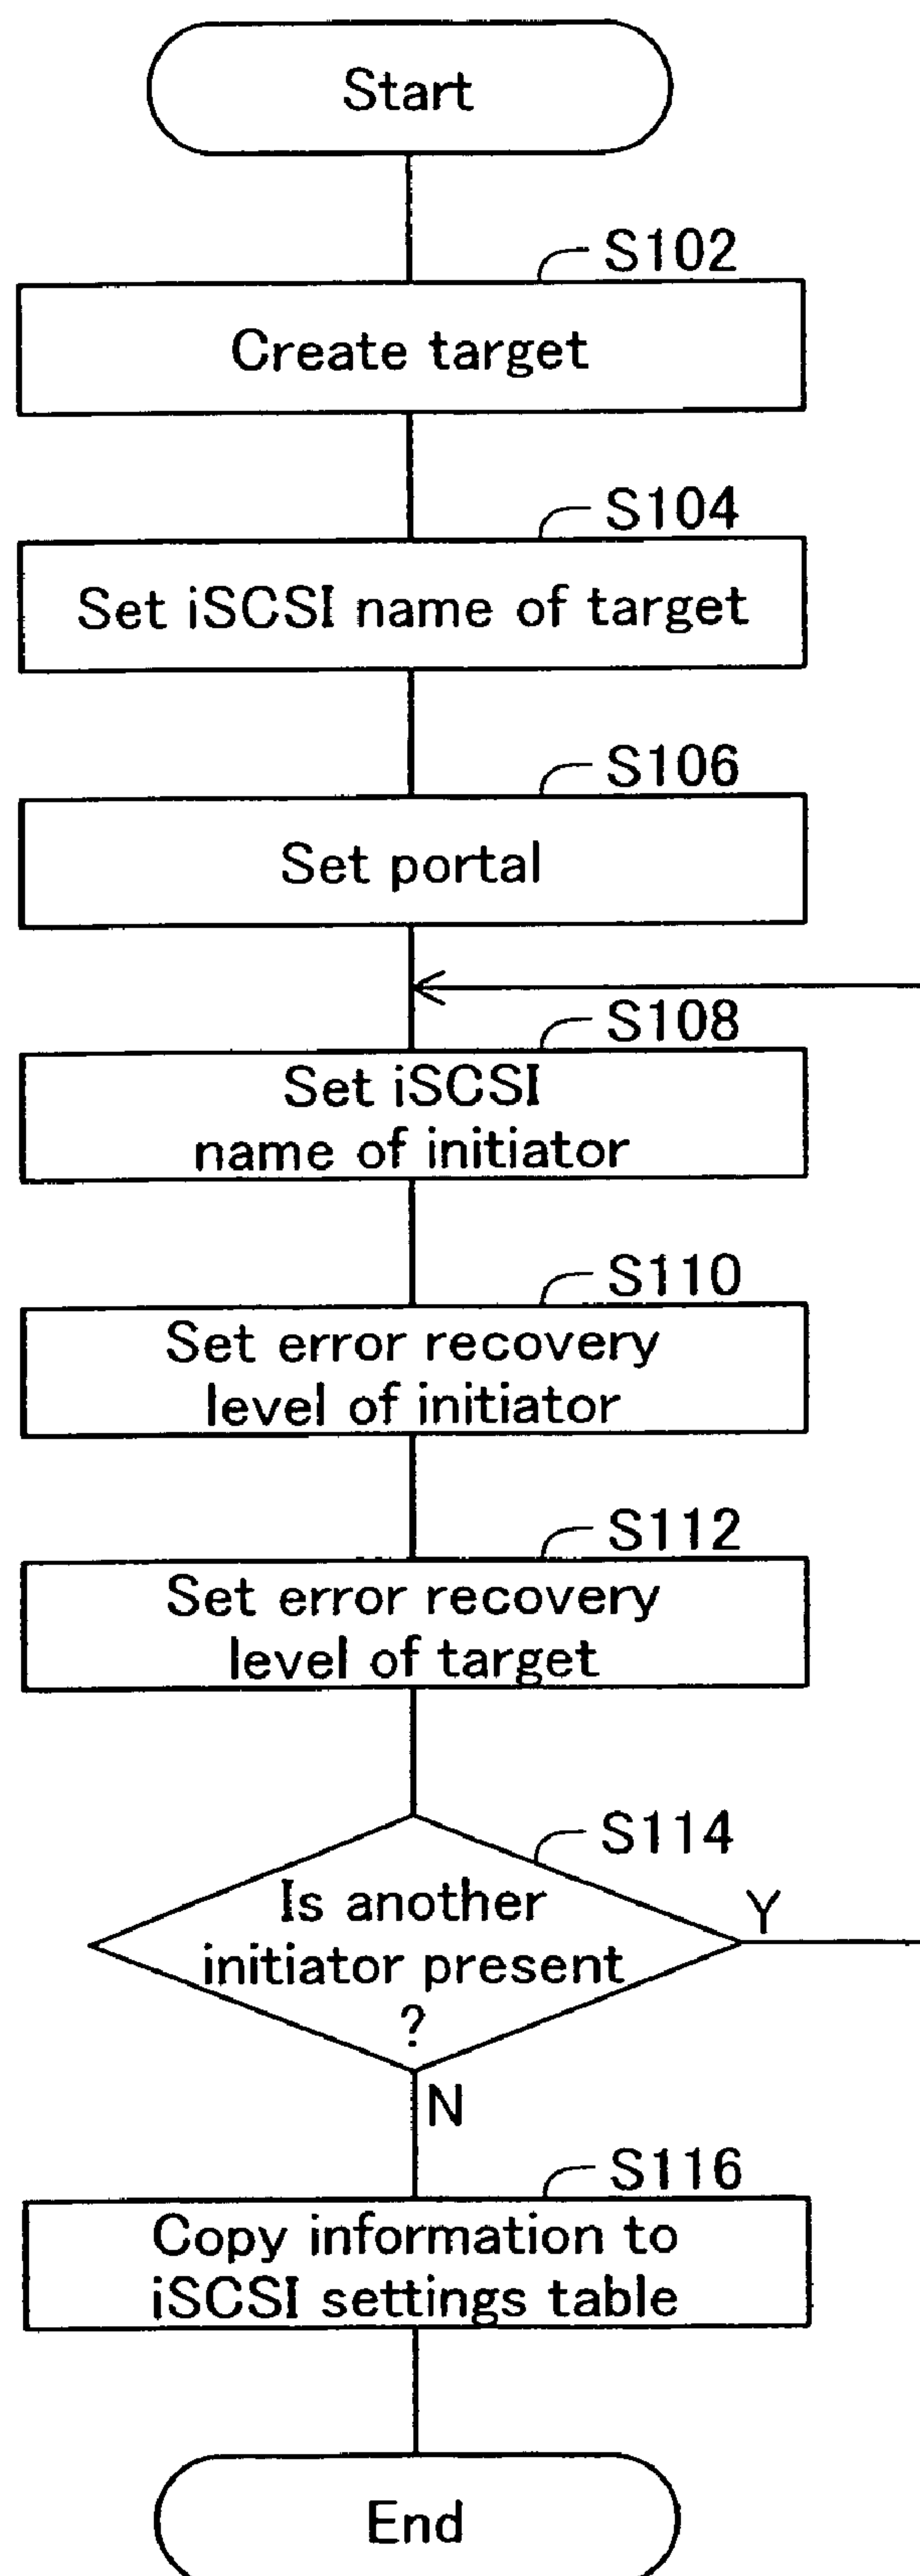 Start
S102
Create target
S104
Set iSCSI name of target
S106
Set portal
S108
Set iSCSI
name of initiator
S110
Set error recovery
level of initiator
S112
Set error recovery
level of target
S114
Is another
initiator present
?
Y
N
S116
Copy information to
iSCSI settings table
End